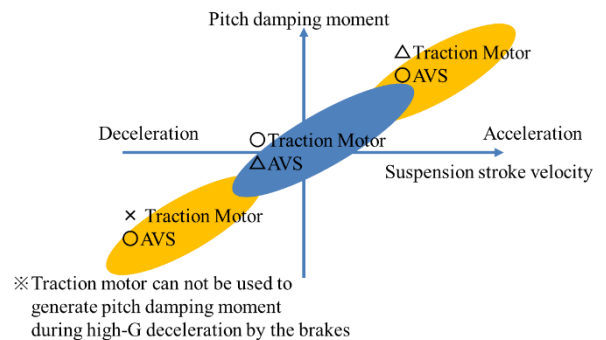 Pitch damping moment
△ Traction Motor
○ AVS
Deceleration
○ Traction Motor
△ AVS
Acceleration
Suspension stroke velocity
× Traction Motor
○ AVS
※Traction motor can not be used to
generate pitch damping moment
during high-G deceleration by the brakes